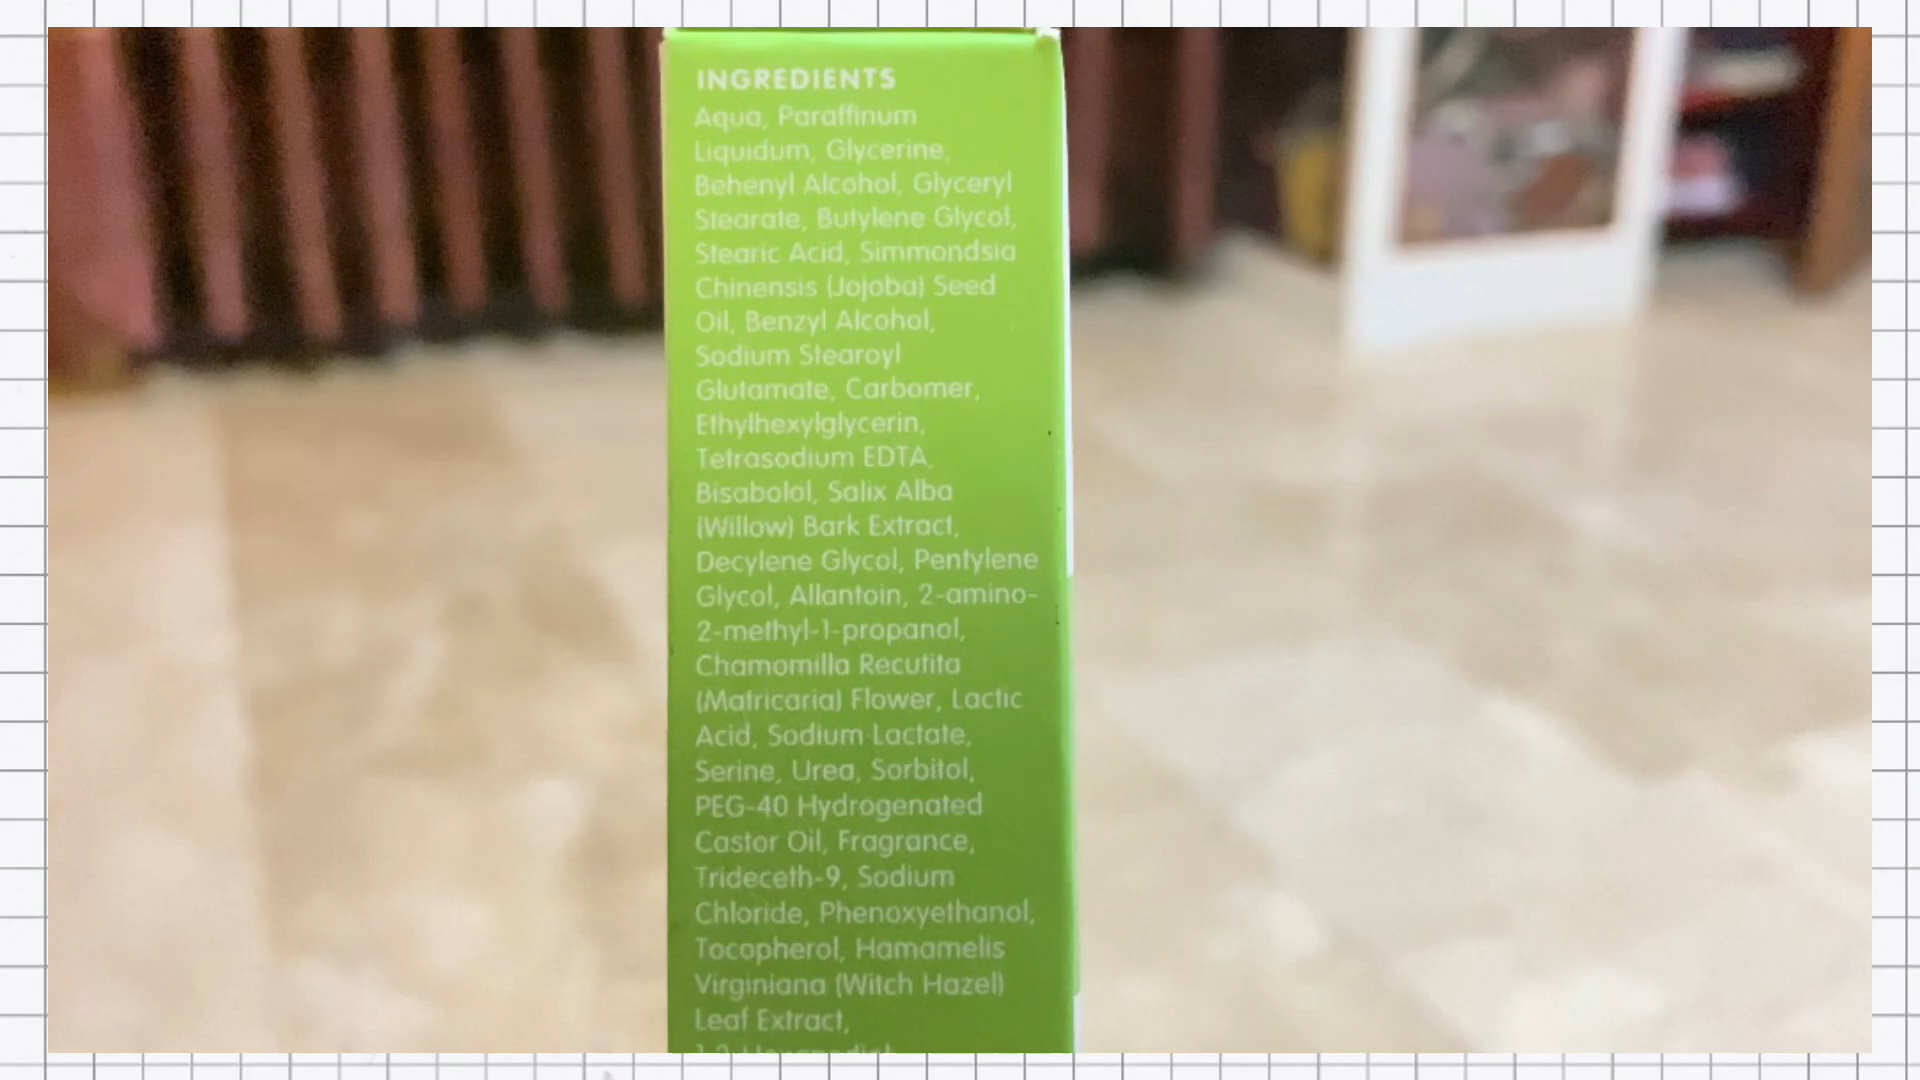 INGREDIENTS
Aqua, Paraffinum
Liquidum, Glycerine,
Behenyl Alcohol, Glyceryl
Stearate, Butylene Glycol,
Stearic Acid, Simmondsia
Chinensis (Jojoba) Seed
Oil, Benzyl Alcohol,
Sodium Stearoyl
Glutamate, Carbomer,
Ethylhexylglycerin,
Tetrasodium EDTA,
Bisabolol, Salix Alba
(Willow) Bark Extract,
Decylene Glycol, Pentylene
Glycol, Allantoin, 2-amino-
2-methyl-1-propanol,
Chamomilla Recutita
(Matricaria) Flower, Lactic
Acid, Sodium Lactate,
Serine, Urea, Sorbitol,
PEG-40 Hydrogenated
Castor Oil, Fragrance,
Trideceth-9, Sodium
Chloride, Phenoxyethanol,
Tocopherol, Hamamelis
Virginiana (Witch Hazel)
Leaf Extract,